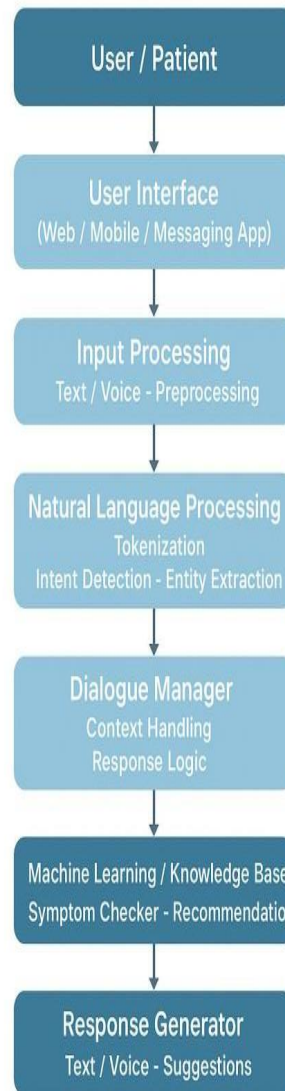 User / Patient
User Interface
(Web / Mobile / Messaging App)
Input Processing
Text / Voice - Preprocessing
Natural Language Processing
Tokenization
Intent Detection - Entity Extraction
Dialogue Manager
Context Handling
Response Logic
Machine Learning / Knowledge Base
Symptom Checker - Recommendatio
Response Generator
Text / Voice - Suggestions